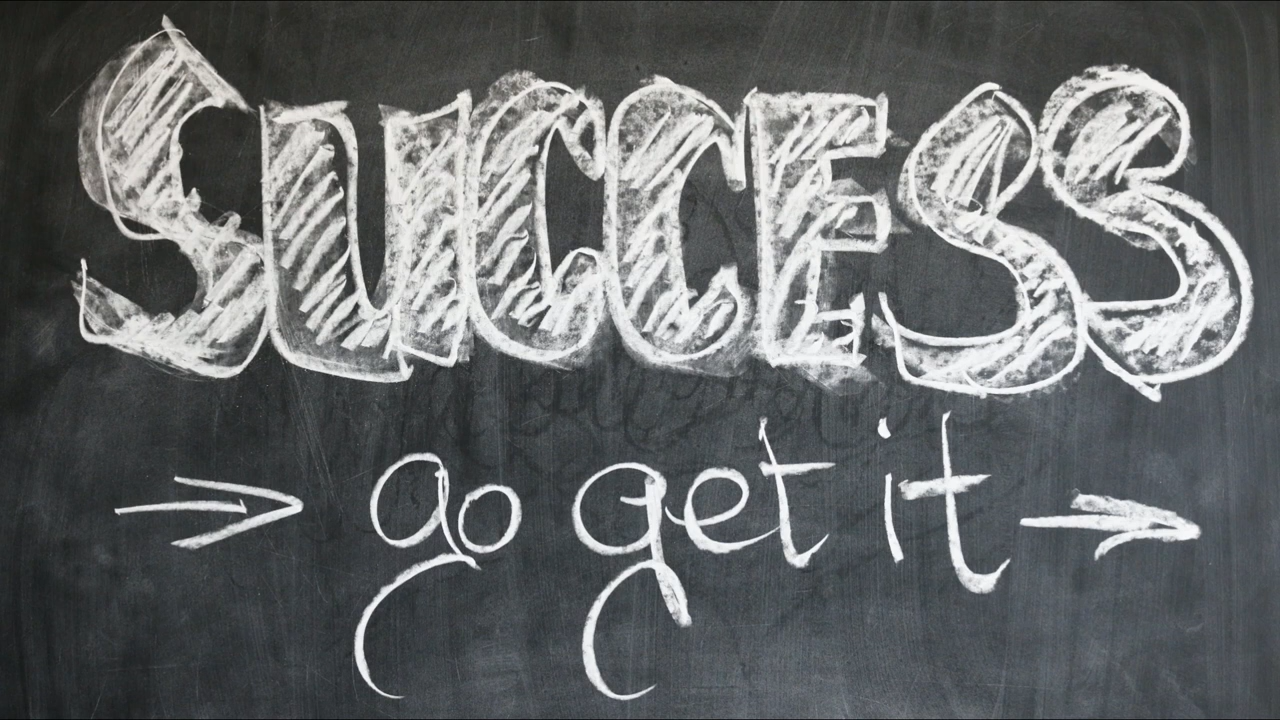 SUCCESS
→ go get it →